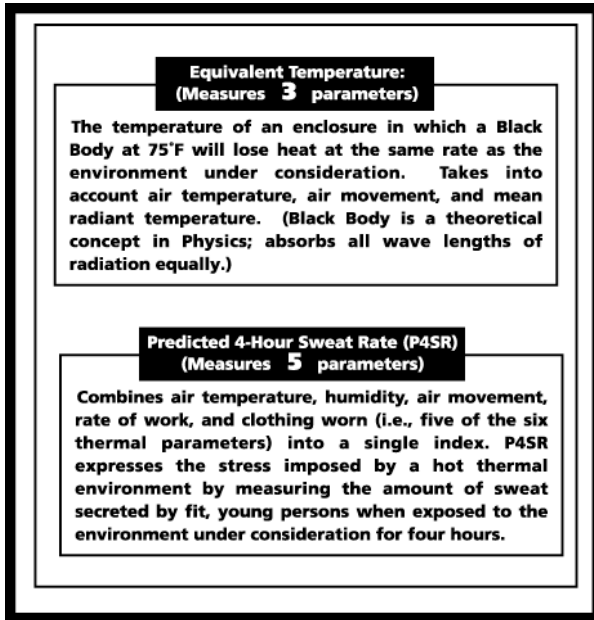 Equivalent Temperature:
(Measures 3 parameters)
The temperature of an enclosure in which a Black
Body at 75˚F will lose heat at the same rate as the
environment under consideration. Takes into
account air temperature, air movement, and mean
radiant temperature. (Black Body is a theoretical
concept in Physics; absorbs all wave lengths of
radiation equally.)
Predicted 4-Hour Sweat Rate (P4SR)
(Measures 5 parameters)
Combines air temperature, humidity, air movement,
rate of work, and clothing worn (i.e., five of the six
thermal parameters) into a single index. P4SR
expresses the stress imposed by a hot thermal
environment by measuring the amount of sweat
secreted by fit, young persons when exposed to the
environment under consideration for four hours.